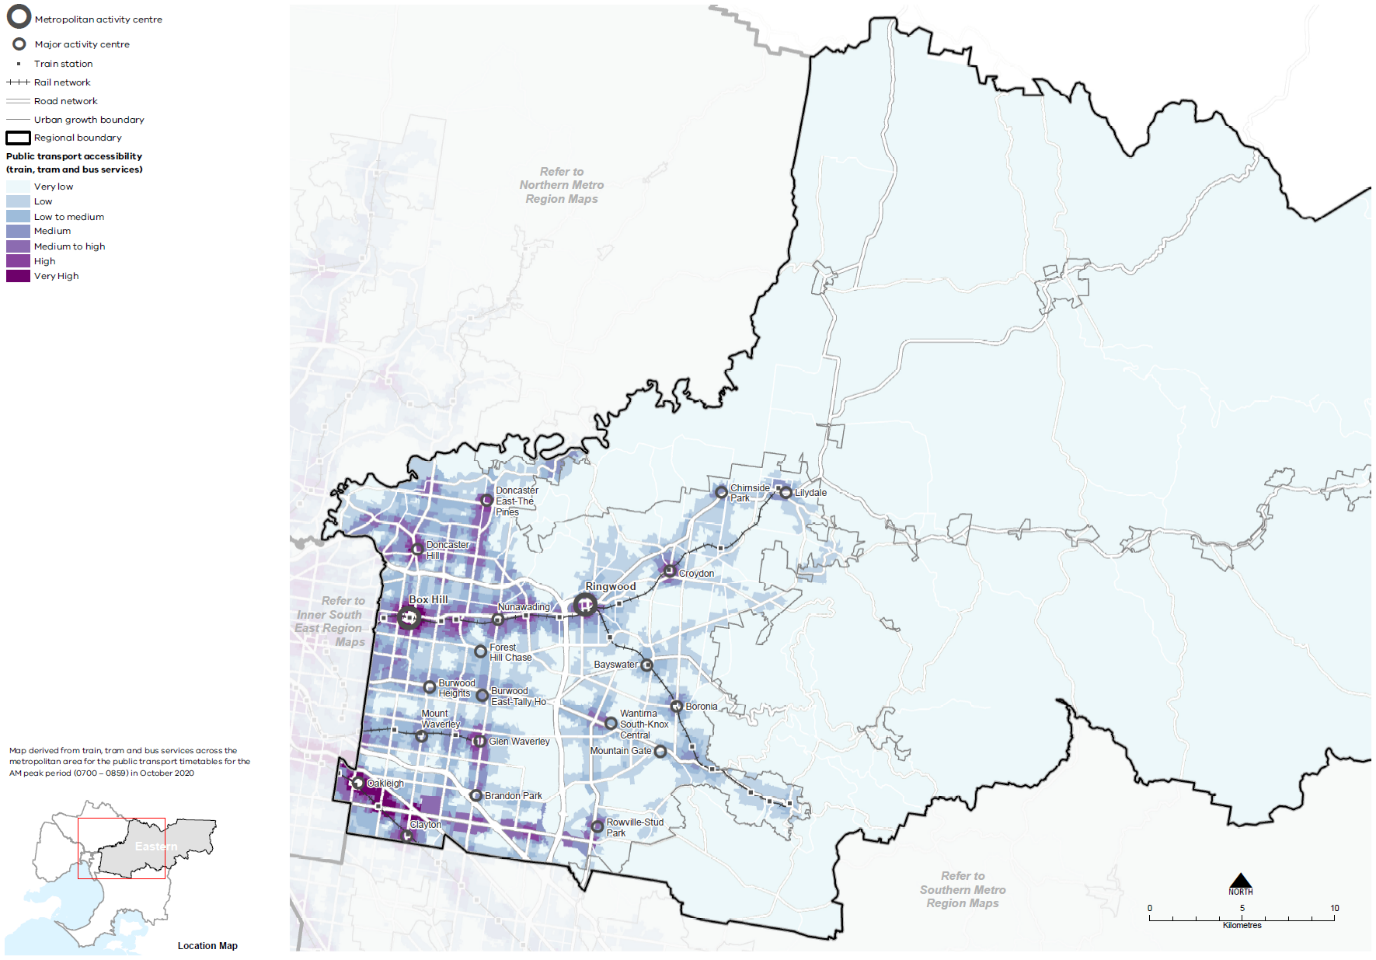 Metropolitan activity centre
Major activity centre
Train station
Rail network
Road network
Urban growth boundary
Regional boundary
Public transport accessibility
(train, tram and bus services)
Very low
Low
Low to medium
Medium
Medium to high
High
Very High
Refer to
Northern Metro
Region Maps
Doncaster
East-The
Pines
Chirnside
Park
Lilydale
Doncaster
Hill
Croydon
Ringwood
Box Hill
Nunawading
Refer to
Inner South
East Region
Maps
Forest
Hill Chase
Bayswater
Burwood
Heights
Burwood
East-Tally Ho
Boronia
Mount
Waverley
Wantirna
South-Knox
Central
Glen Waverley
Mountain Gate
Oakleigh
Brandon Park
Clayton
Rowville-Stud
Park
Refer to
Southern Metro
Region Maps
NORTH
0 5 10
Kilometres
Map derived from train, tram and bus services across the
metropolitan area for the public transport timetables for the
AM peak period (0700 – 0859) in October 2020
Eastern
Location Map